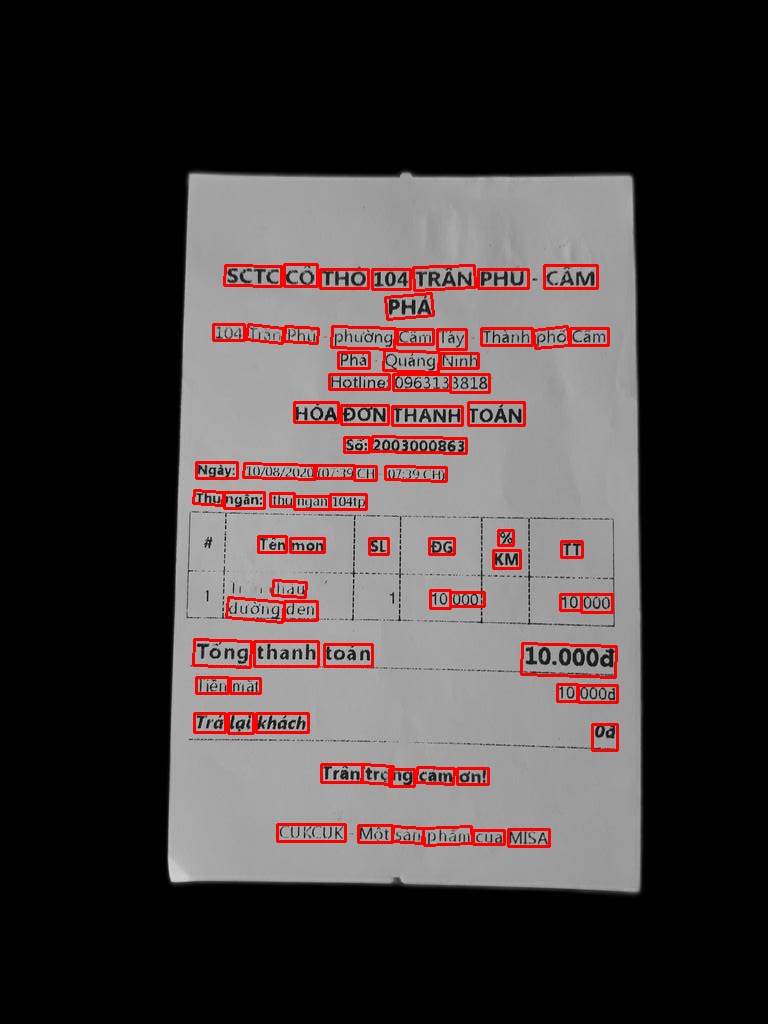 SCTC CÔ THỎ 104 TRẦN PHÚ - CẨM
PHẢ
104 Trần Phú - phường Cẩm Tây - Thành phố Cẩm
Phả - Quảng Ninh
Hotline: 0963133818
HÓA ĐƠN THANH TOÁN
Số: 2003000863
Ngày: 10/08/2020 (07:39 CH - 07:39 CH)
Thu ngân: thu ngan 104tp
# Tên món SL ĐG % KM TT
1 châu đường đen 1 10.000 10.000
Tổng thanh toán 10.000đ
Tiền mặt 10.000đ
Trả lại khách 0đ
Trân trọng cảm ơn!
CUKCUK - Một sản phẩm của MISA